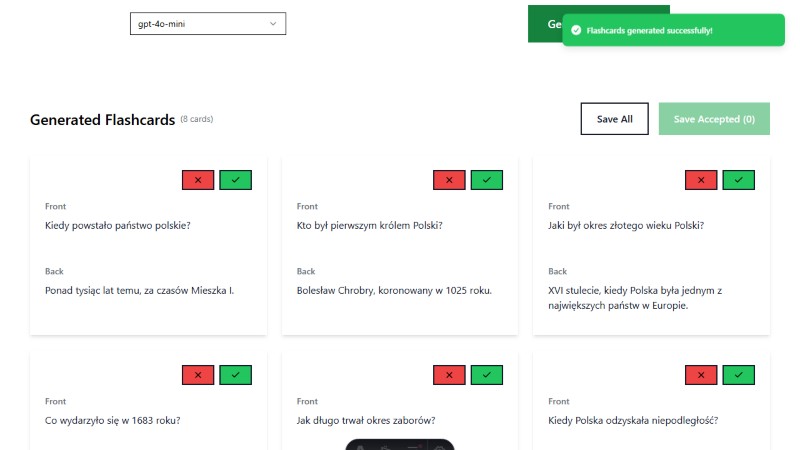 gpt-4o-mini
Ge
Flashcards generated successfully!
Generated Flashcards (8 cards)
Save All
Save Accepted (0)
Front
Kiedy powstało państwo polskie?
Back
Ponad tysiąc lat temu, za czasów Mieszka I.
Front
Kto był pierwszym królem Polski?
Back
Bolesław Chrobry, koronowany w 1025 roku.
Front
Jaki był okres złotego wieku Polski?
Back
XVI stulecie, kiedy Polska była jednym z
największych państw w Europie.
Front
Co wydarzyło się w 1683 roku?
Front
Jak długo trwał okres zaborów?
Front
Kiedy Polska odzyskała niepodległość?